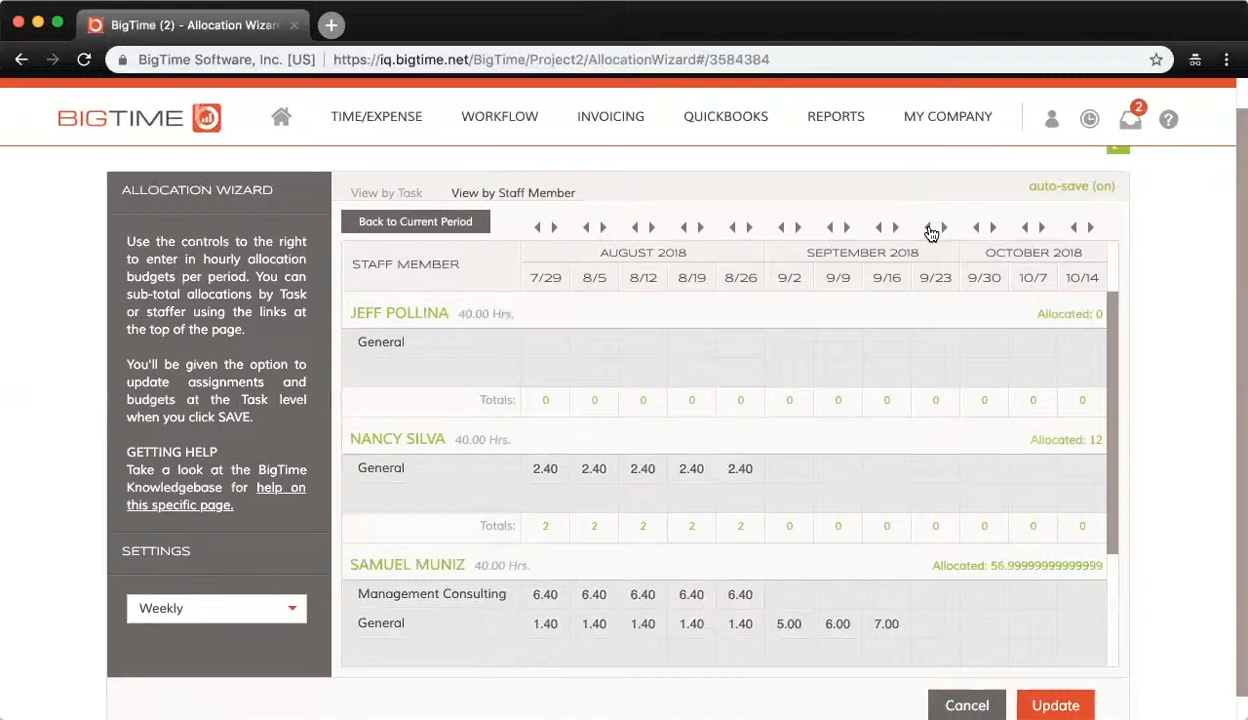 BigTime (2) - Allocation Wizar
BigTime Software, Inc. [US]
https://iq.bigtime.net/BigTime/Project2/AllocationWizard#/3584384
BIGTIME
TIME/EXPENSE
WORKFLOW
INVOICING
QUICKBOOKS
REPORTS
MY COMPANY
2
ALLOCATION WIZARD
Use the controls to the right
to enter in hourly allocation
budgets per period. You can
sub-total allocations by Task
or staffer using the links at
the top of the page.
You'll be given the option to
update assignments and
budgets at the Task level
when you click SAVE.
GETTING HELP
Take a look at the BigTime
Knowledgebase for help on
this specific page.
SETTINGS
Weekly
View by Task View by Staff Member
auto-save (on)
Back to Current Period
STAFF MEMBER
AUGUST 2018 SEPTEMBER 2018 OCTOBER 2018
7/29 8/5 8/12 8/19 8/26 9/2 9/9 9/16 9/23 9/30 10/7 10/14
JEFF POLLINA 40.00 Hrs. Allocated: 0
General
Totals: 0 0 0 0 0 0 0 0 0 0 0 0
NANCY SILVA 40.00 Hrs. Allocated: 12
General 2.40 2.40 2.40 2.40 2.40
Totals: 2 2 2 2 2 0 0 0 0 0 0 0
SAMUEL MUNIZ 40.00 Hrs. Allocated: 56.99999999999999
Management Consulting 6.40 6.40 6.40 6.40 6.40
General 1.40 1.40 1.40 1.40 1.40 5.00 6.00 7.00
Cancel Update